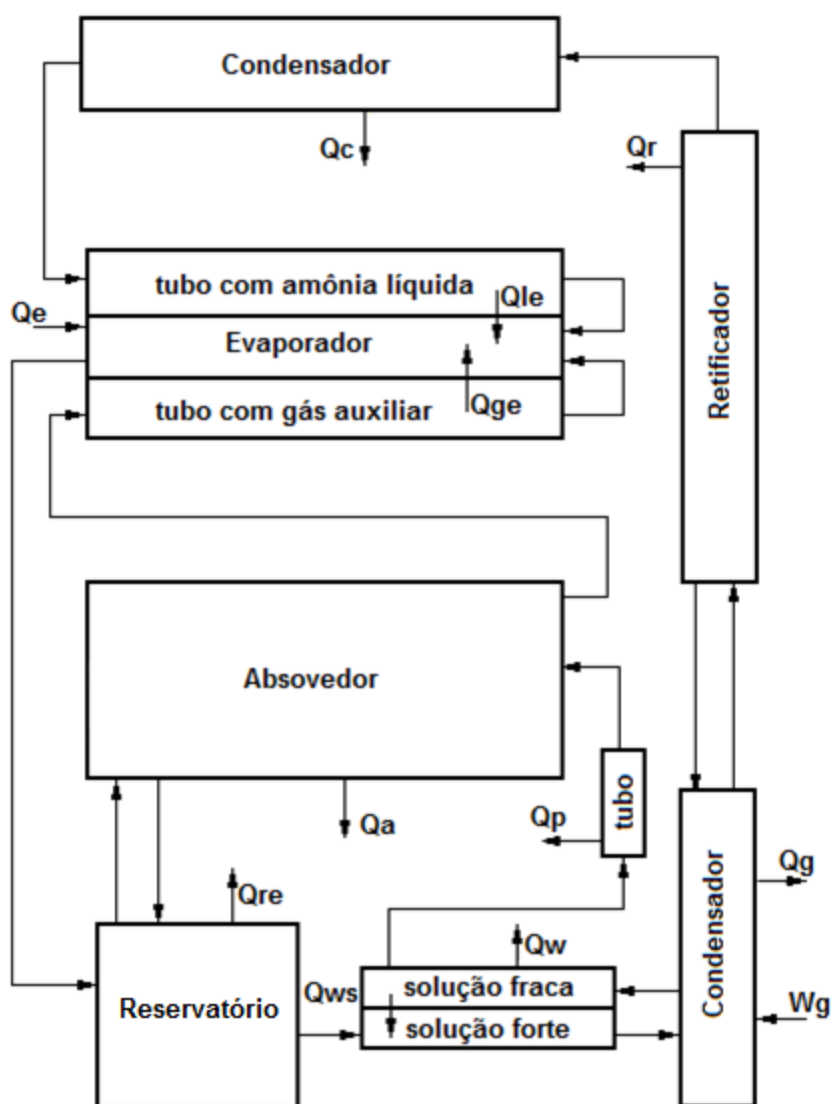 Condensador
Qc
Qr
Retificador
tubo com amônia líquida
Qle
Qe
Evaporador
tubo com gás auxiliar
Qge
Absovedor
tubo
Qp
Qa
Condensador
Qg
Qre
Qw
Qws
solução fraca
Reservatório
solução forte
Wg